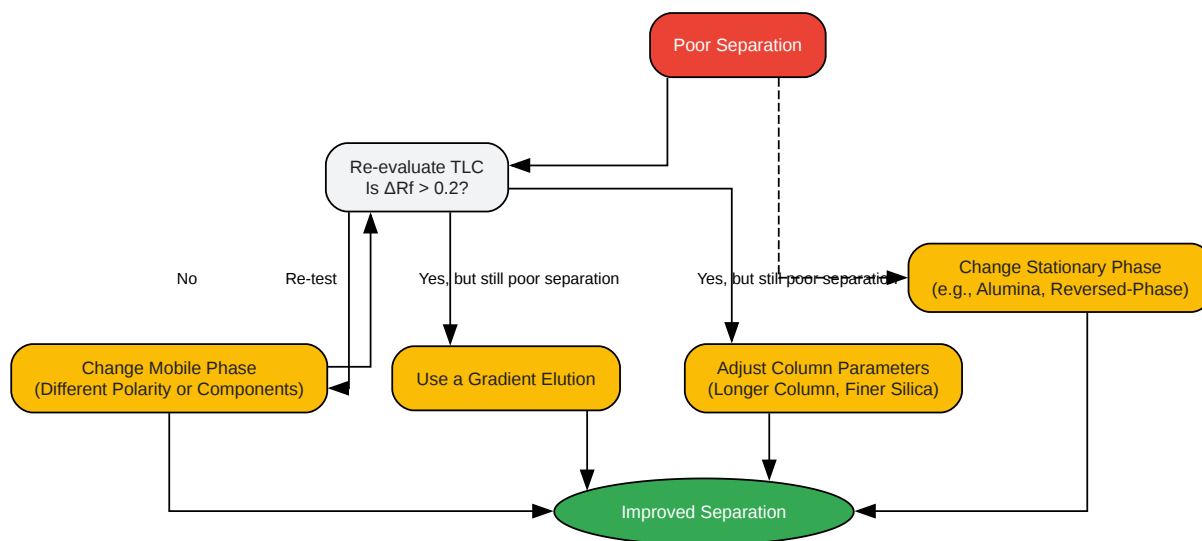 Poor Separation
Re-evaluate TLC
Is ΔRf > 0.2?
No
Re-test
Yes, but still poor separation
Yes, but still poor separation
Change Stationary Phase
(e.g., Alumina, Reversed-Phase)
Change Mobile Phase
(Different Polarity or Components)
Use a Gradient Elution
Adjust Column Parameters
(Longer Column, Finer Silica)
Improved Separation